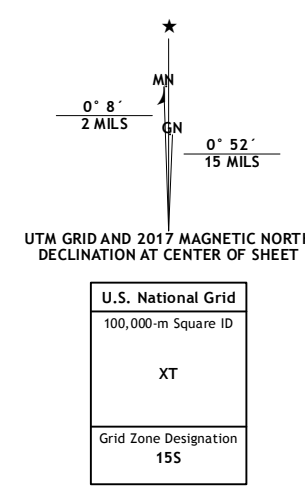 ★
MN
0° 8´
2 MILS
GN
0° 52´
15 MILS
UTM GRID AND 2017 MAGNETIC NORTH
DECLINATION AT CENTER OF SHEET
U.S. National Grid
100,000-m Square ID
XT
Grid Zone Designation
15S